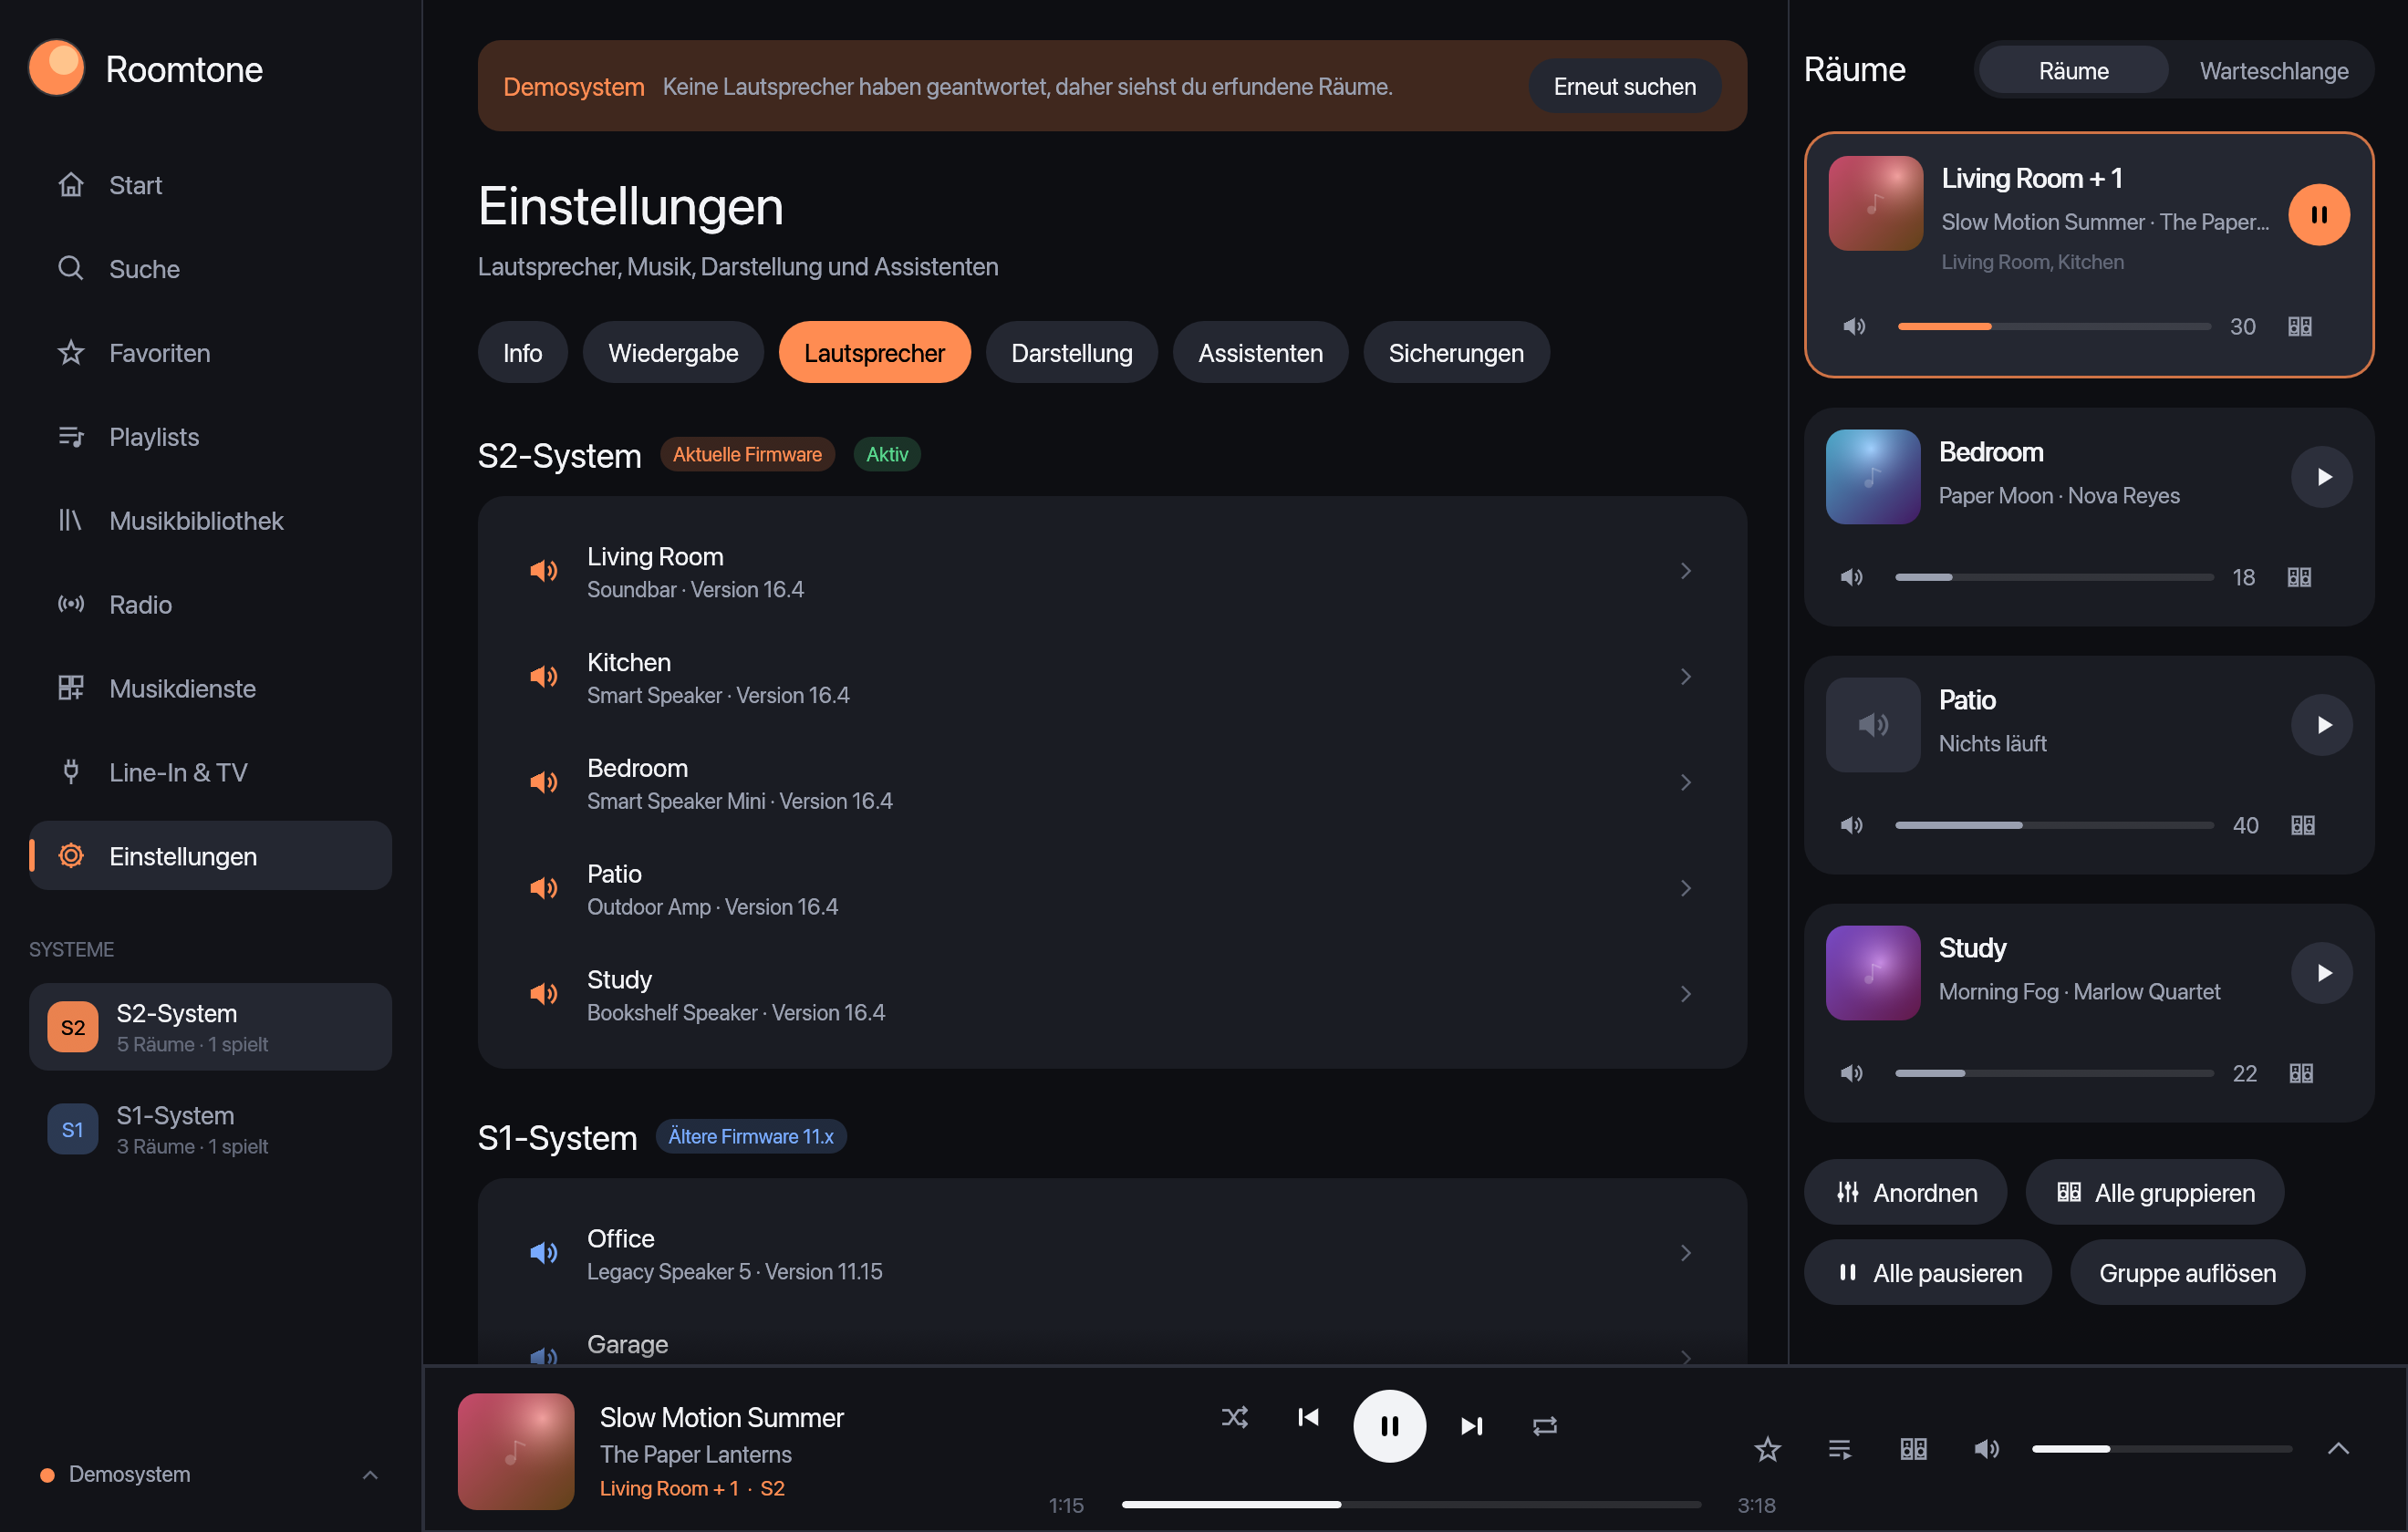 Roomtone
Start
Suche
Favoriten
Playlists
Musikbibliothek
Radio
Musikdienste
Line-In & TV
Einstellungen
SYSTEME
S2
S2-System
5 Räume · 1 spielt
S1
S1-System
3 Räume · 1 spielt
Demosystem
Demosystem Keine Lautsprecher haben geantwortet, daher siehst du erfundene Räume. Erneut suchen
Einstellungen
Lautsprecher, Musik, Darstellung und Assistenten
Info Wiedergabe Lautsprecher Darstellung Assistenten Sicherungen
S2-System Aktuelle Firmware Aktiv
Living Room
Soundbar · Version 16.4
Kitchen
Smart Speaker · Version 16.4
Bedroom
Smart Speaker Mini · Version 16.4
Patio
Outdoor Amp · Version 16.4
Study
Bookshelf Speaker · Version 16.4
S1-System Ältere Firmware 11.x
Office
Legacy Speaker 5 · Version 11.15
Garage
Räume Räume Warteschlange
Living Room + 1
Slow Motion Summer · The Paper...
Living Room, Kitchen
30
Bedroom
Paper Moon · Nova Reyes
18
Patio
Nichts läuft
40
Study
Morning Fog · Marlow Quartet
22
Anordnen Alle gruppieren
Alle pausieren Gruppe auflösen
Slow Motion Summer
The Paper Lanterns
Living Room + 1 · S2
1:15 3:18